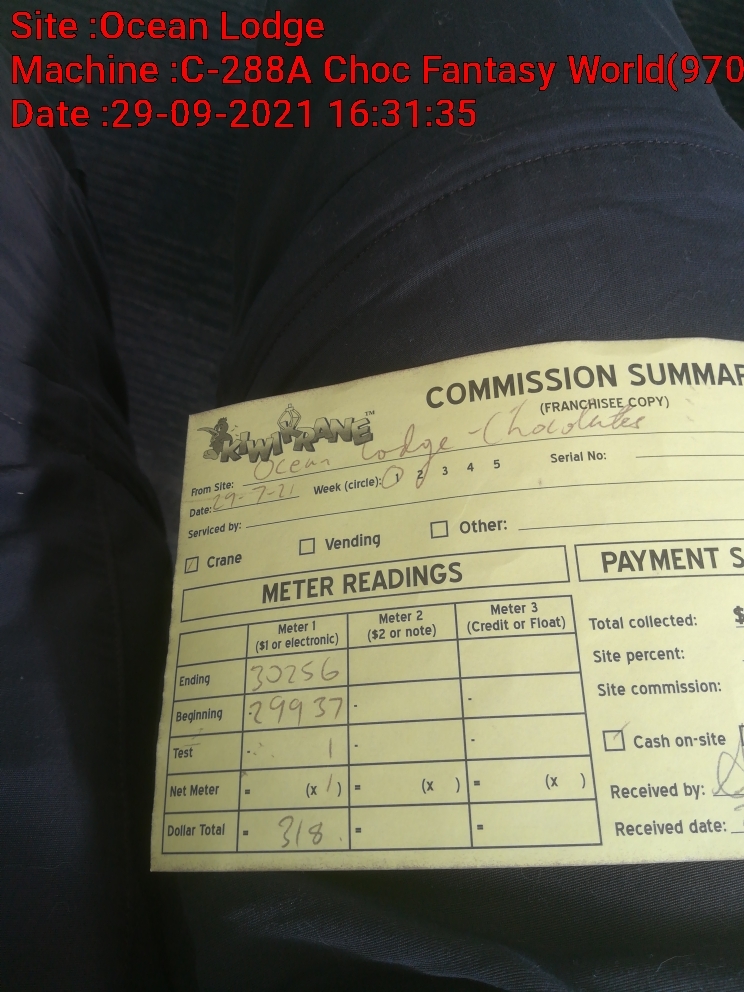 Site :Ocean Lodge
Machine :C-288A Choc Fantasy World(970
Date :29-09-2021 16:31:35
COMMISSION SUMMAR
(FRANCHISEE COPY)
KIWIKRANE™
From Site: Ocean Lodge - Chocolates
Date: 29-7-21 Week (circle): 1 2 3 4 5 Serial No:
Serviced by:
Crane Vending Other:
METER READINGS
PAYMENT S
Meter 1 Meter 2 Meter 3
($1 or electronic) ($2 or note) (Credit or Float)
Ending 30256
Beginning - 29937 - -
Test - 1 - -
Net Meter = (x 1) = (x ) = (x )
Dollar Total = 318. = =
Total collected: $
Site percent:
Site commission:
Cash on-site
Received by:
Received date: